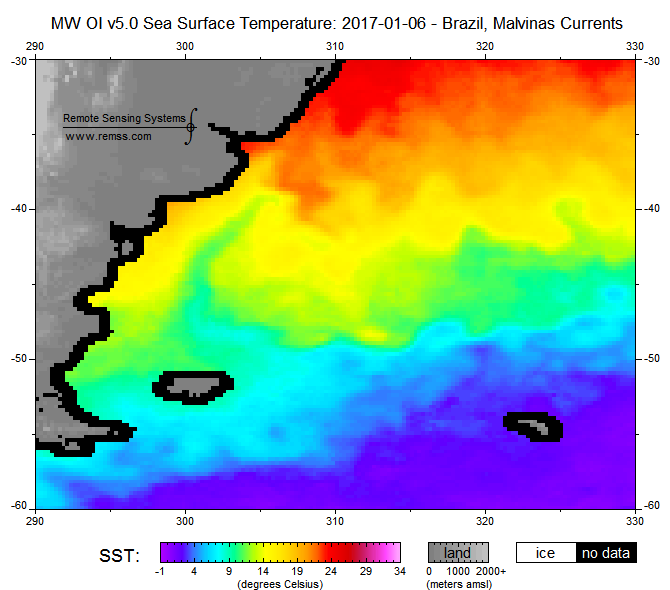 MW OI v5.0 Sea Surface Temperature: 2017-01-06 - Brazil, Malvinas Currents
290 300 310 320 330
-30 -30
Remote Sensing Systems
www.remss.com
-40 -40
-50 -50
-60 -60
290 300 310 320 330
SST: land ice no data
-1 4 9 14 19 24 29 34 0 1000 2000+
(degrees Celsius) (meters amsl)